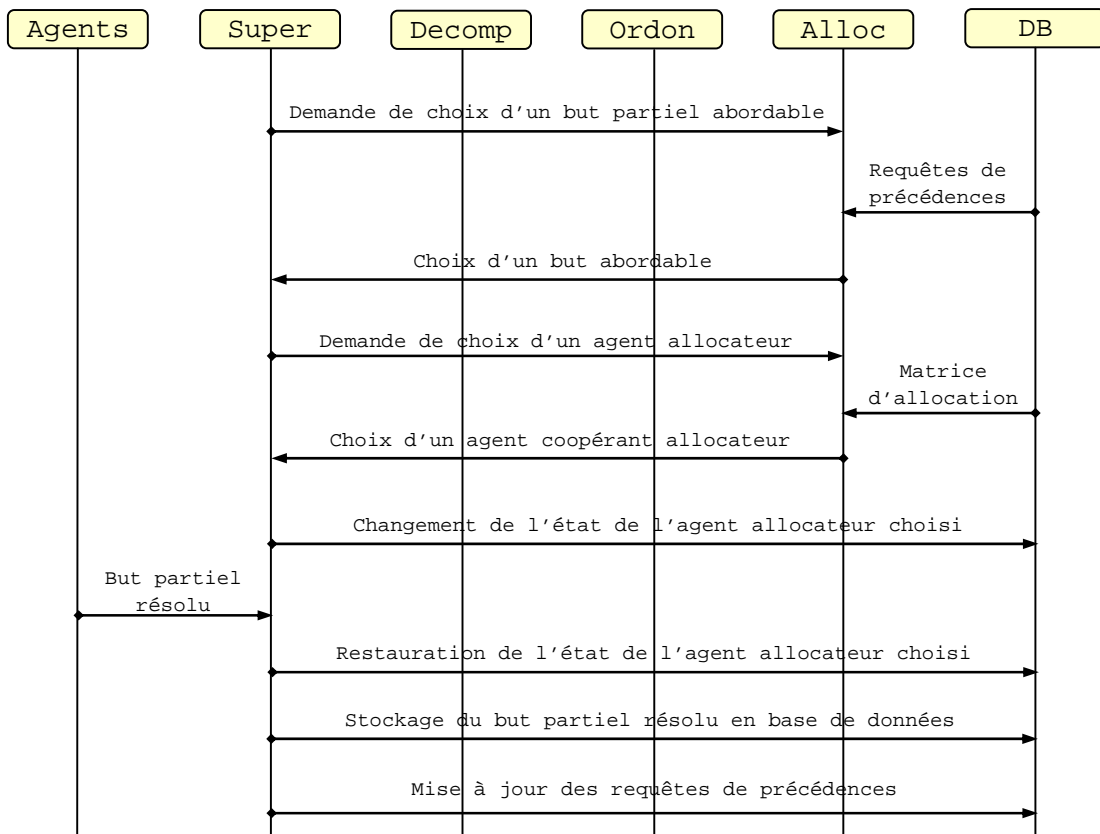 Agents
Super
Decomp
Ordon
Alloc
DB
Demande de choix d'un but partiel abordable
Requêtes de
précédences
Choix d'un but abordable
Demande de choix d'un agent allocateur
Matrice
d'allocation
Choix d'un agent coopérant allocateur
Changement de l'état de l'agent allocateur choisi
But partiel
résolu
Restauration de l'état de l'agent allocateur choisi
Stockage du but partiel résolu en base de données
Mise à jour des requêtes de précédences